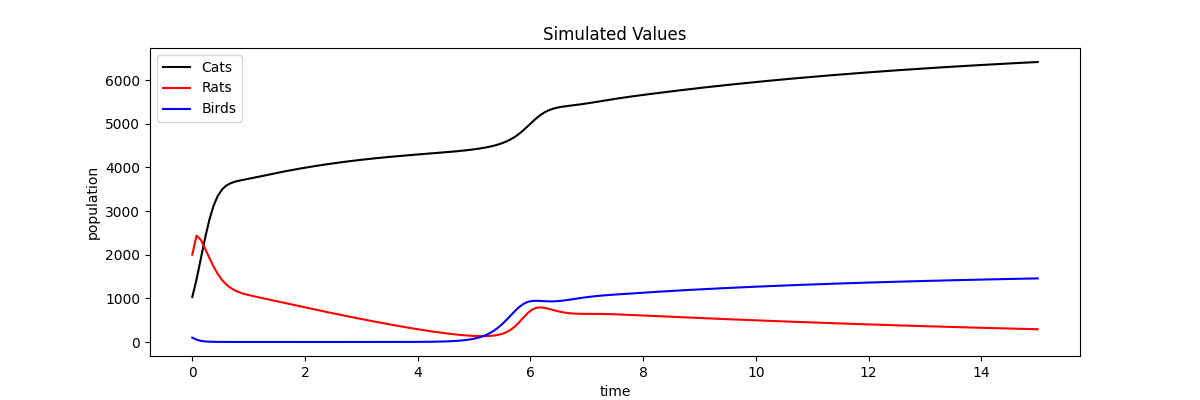 Simulated Values
Cats
Rats
Birds
6000
5000
4000
3000
2000
1000
0
population
0 2 4 6 8 10 12 14
time